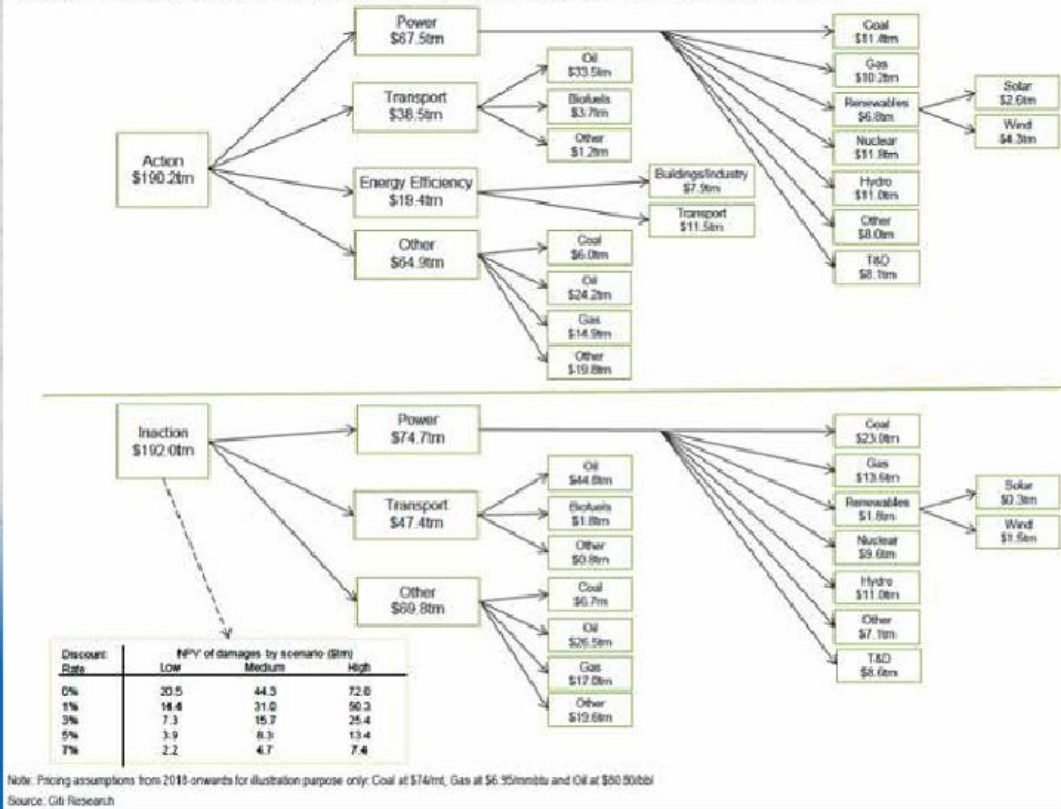 Power
$67.5trn
Transport
$38.5trn
Action
$190.2trn
Energy Efficiency
$19.4trn
Other
$64.9trn
Oil
$33.5trn
Biofuels
$3.7trn
Other
$1.2trn
Buildings/Industry
$7.9trn
Transport
$11.5trn
Coal
$6.0trn
Oil
$24.2trn
Gas
$14.9trn
Other
$19.8trn
Coal
$11.4trn
Gas
$10.2trn
Renewables
$6.8trn
Nuclear
$11.8trn
Hydro
$11.0trn
Other
$8.0trn
T&D
$8.1trn
Solar
$2.6trn
Wind
$4.3trn
Inaction
$192.0trn
Power
$74.7trn
Transport
$47.4trn
Other
$69.8trn
Oil
$44.8trn
Biofuels
$1.8trn
Other
$0.8trn
Coal
$6.7rn
Oil
$26.5trn
Gas
$17.0trn
Other
$19.6trn
Coal
$23.0trn
Gas
$13.6trn
Renewables
$1.8trn
Nuclear
$9.6trn
Hydro
$11.0trn
Other
$7.1trn
T&D
$8.6trn
Solar
$0.3trn
Wind
$1.5trn
Discount NPV of damages by scenario ($trn)
Rate Low Medium High
0% 20.5 44.3 72.0
1% 14.4 31.0 50.3
3% 7.3 15.7 25.4
5% 3.9 8.3 13.4
7% 2.2 4.7 7.4
Note: Pricing assumptions from 2018 onwards for illustration purpose only: Coal at $74/mt, Gas at $6.95/mmbtu and Oil at $80.90/bbl
Source: Citi Research